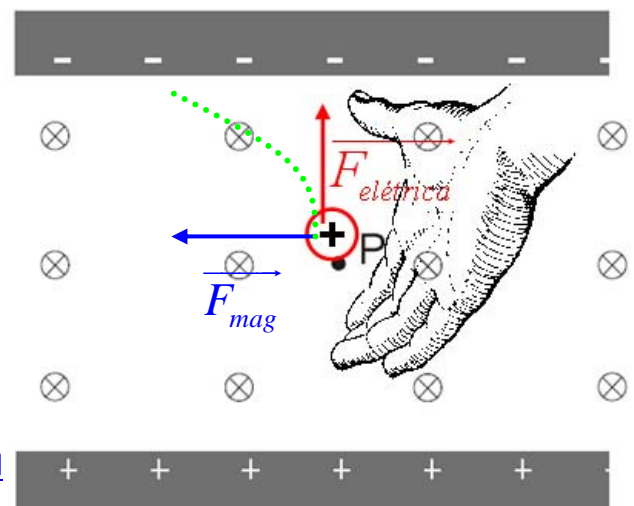 - - - - - - -
F elétrica
+ P
F mag
+ + + + + +